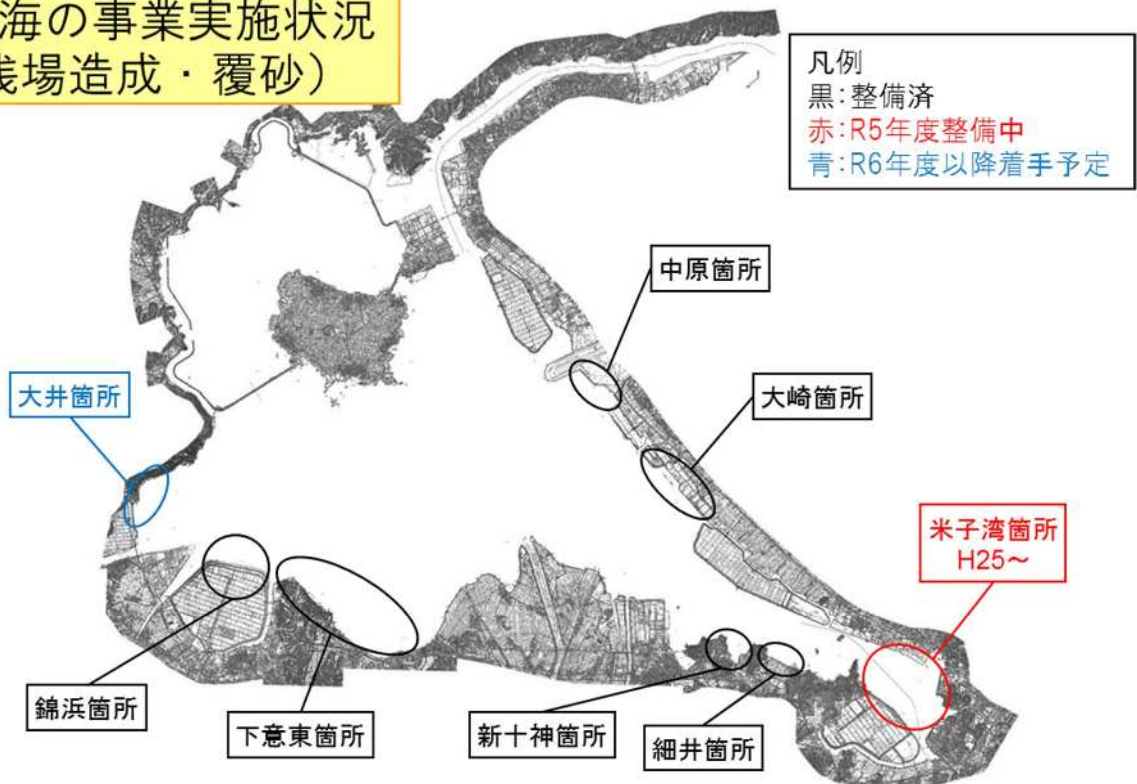 海の事業実施状況
浅場造成・覆砂）
凡例
黒：整備済
赤：R5年度整備中
青：R6年度以降着手予定
中原箇所
大井箇所
大崎箇所
米子湾箇所
H25～
錦浜箇所
下意東箇所
新十神箇所
細井箇所